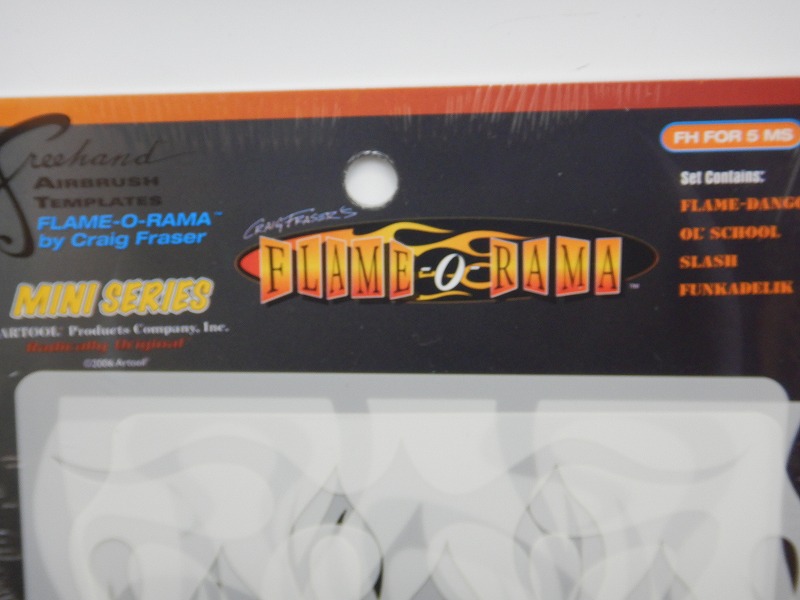 Freehand
AIRBRUSH
TEMPLATES
FLAME-O-RAMA™
by Craig Fraser
MINI SERIES
ARTOOL® Products Company, Inc.
Radically Original
©2006 Artool®
CRAIG FRASER'S
FLAME-O-RAMA™
FH FOR 5 MS
Set Contains:
FLAME-DANGO
OL' SCHOOL
SLASH
FUNKADELIK